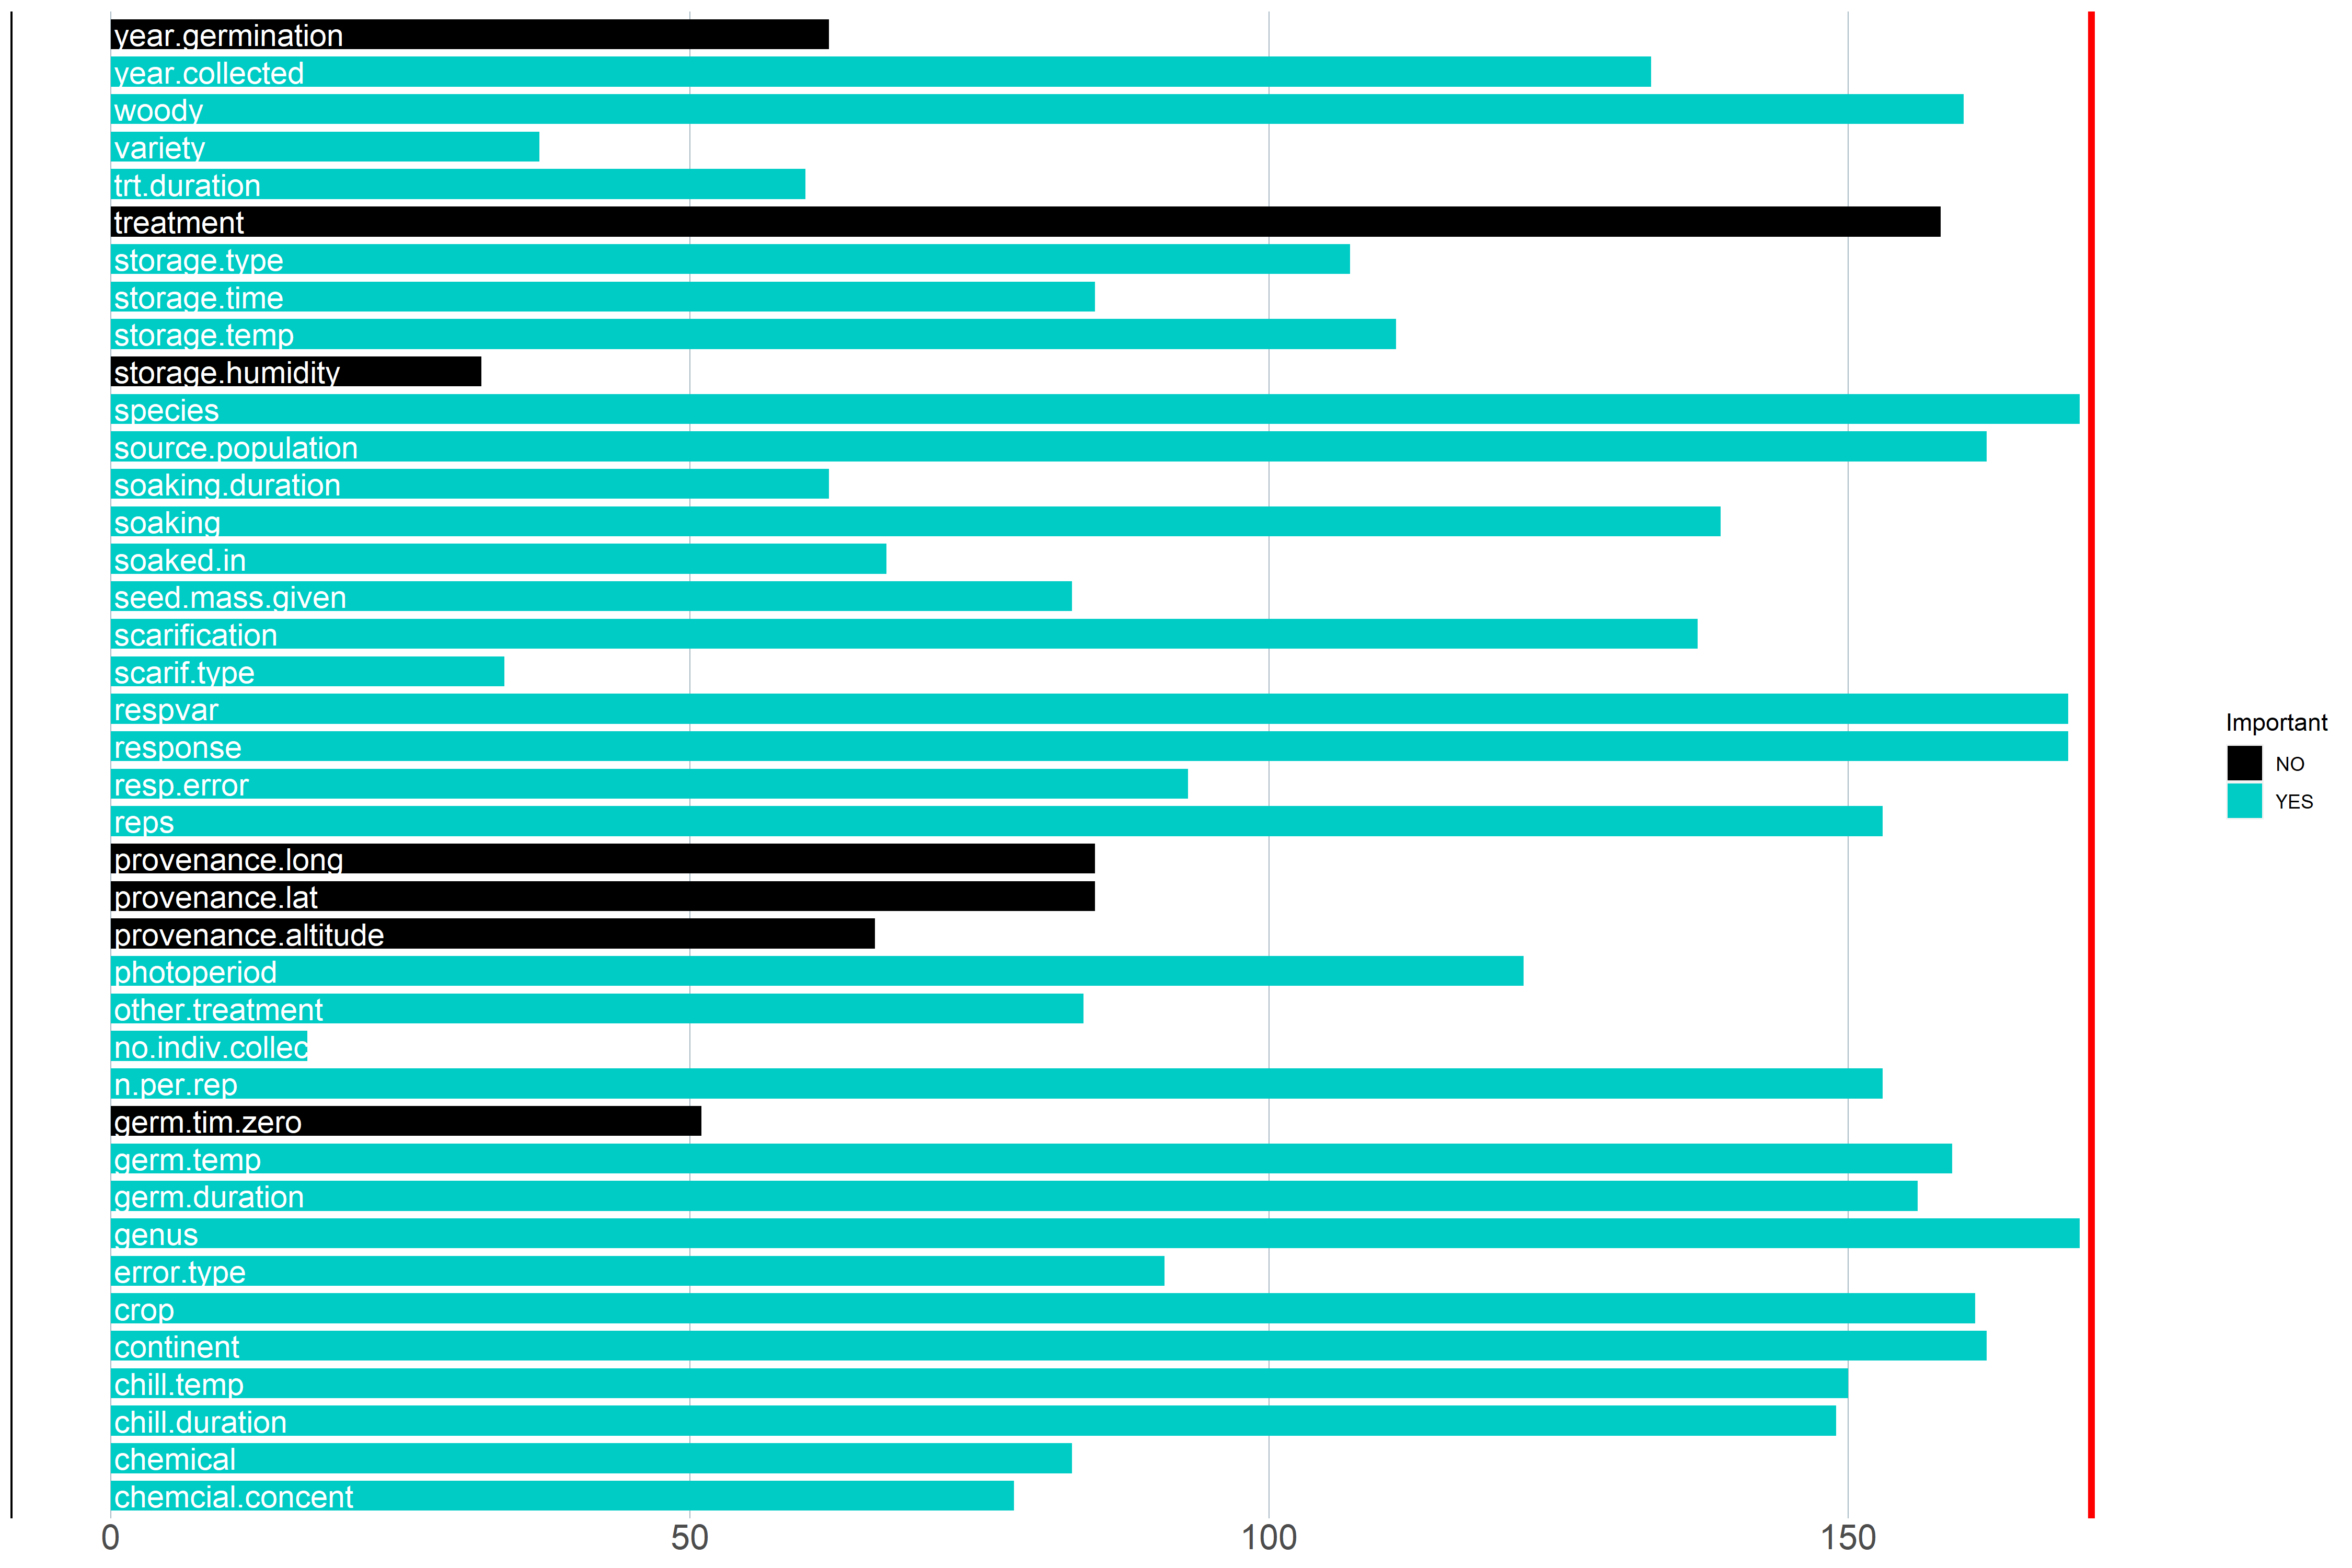 year.germination
year.collected
woody
variety
trt.duration
treatment
storage.type
storage.time
storage.temp
storage.humidity
species
source.population
soaking.duration
soaking
soaked.in
seed.mass.given
scarification
scarif.type
respvar
response
resp.error
reps
provenance.long
provenance.lat
provenance.altitude
photoperiod
other.treatment
no.indiv.collec
n.per.rep
germ.tim.zero
germ.temp
germ.duration
genus
error.type
crop
continent
chill.temp
chill.duration
chemical
chemcial.concent
0 50 100 150
Important
NO
YES